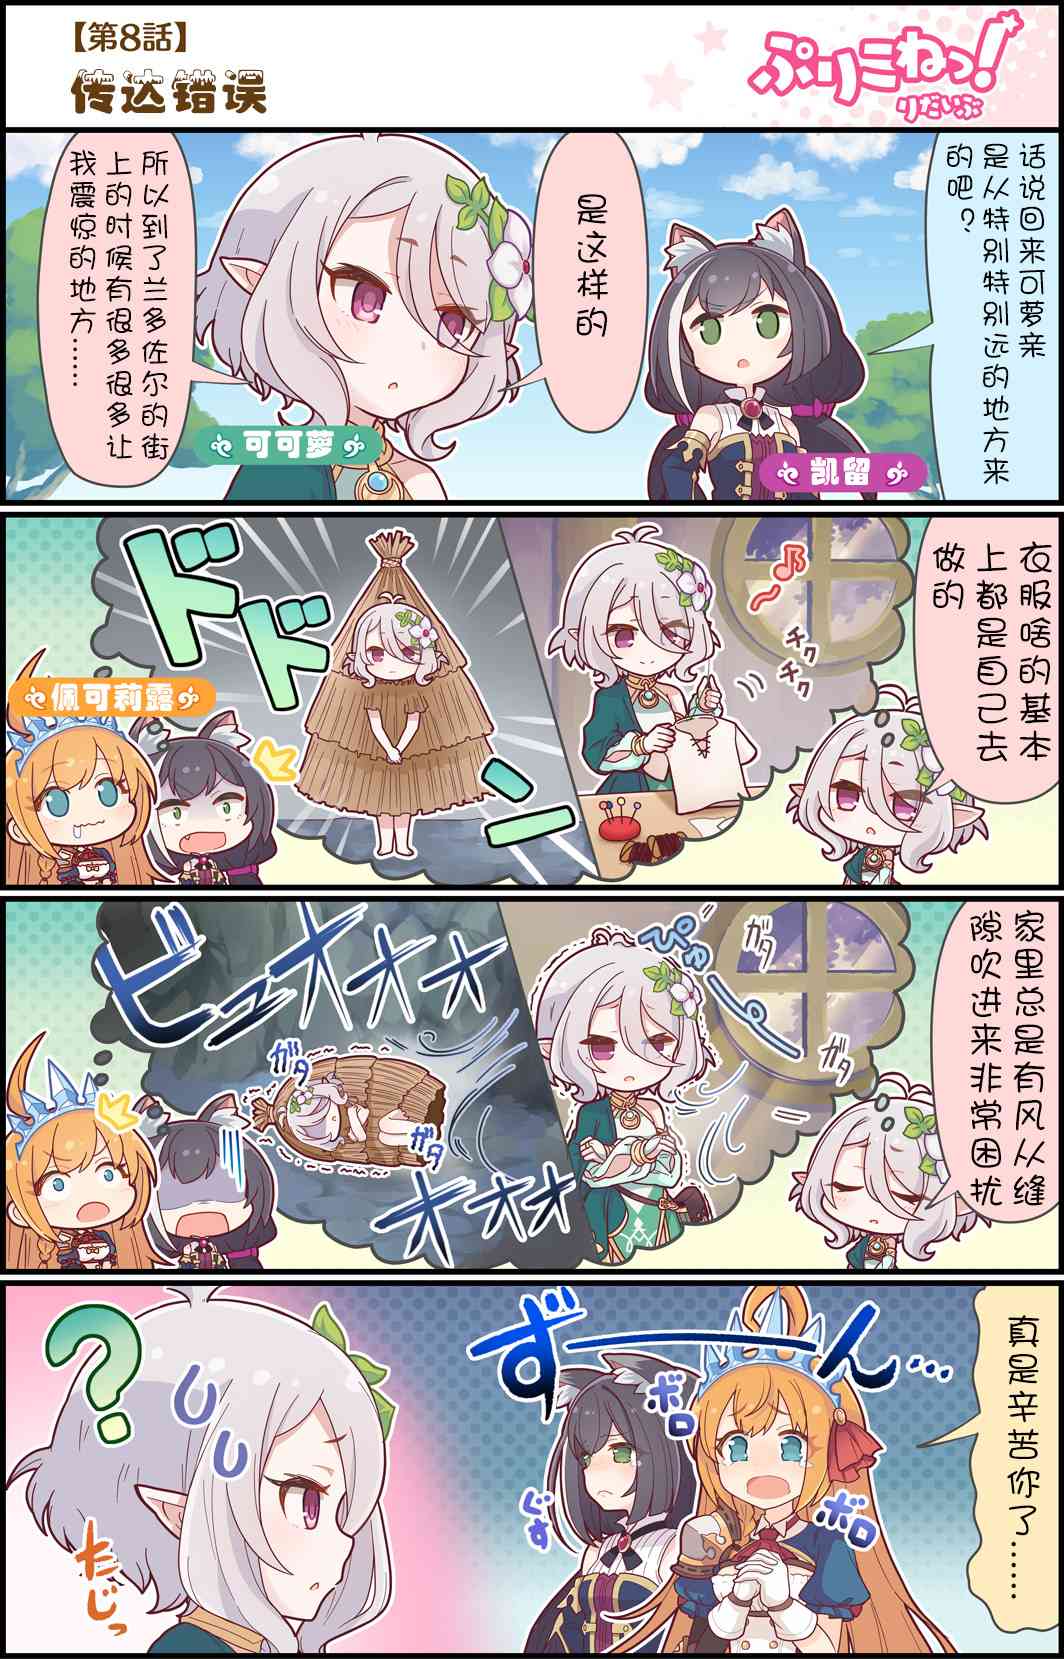 【第8話】
传达错误
ぷりこねっ!
りだいぶ
话说回来可萝亲
是从特别特别远的地方来
的吧?
是这样的
所以到了兰多佐尔的街
上的时候有很多很多让
我震惊的地方……
可可萝
凯留
衣服啥的基本
上都是自己去
做的
チク
チク
ドドドン
佩可莉露
家里总是有风从缝
隙吹进来非常困扰
ガタ
ぴゅ〜
ガタ
ビュオオオオ
ガタ
ガタ
オオオオ
真是辛苦你了……
ずーーん…
ボロ
ボロ
ぐす
?
たじっ